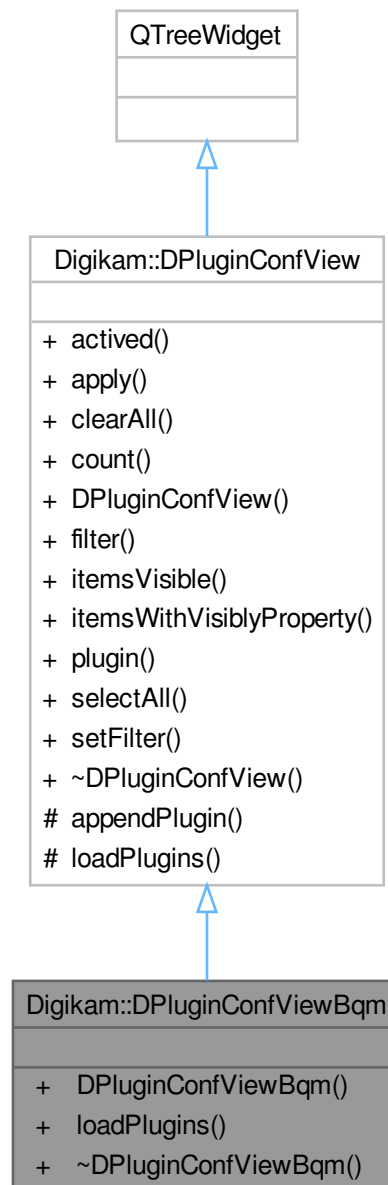 QTreeWidget
Digikam::DPluginConfView
+ actived()
+ apply()
+ clearAll()
+ count()
+ DPluginConfView()
+ filter()
+ itemsVisible()
+ itemsWithVisiblyProperty()
+ plugin()
+ selectAll()
+ setFilter()
+ ~DPluginConfView()
# appendPlugin()
# loadPlugins()
Digikam::DPluginConfViewBqm
+ DPluginConfViewBqm()
+ loadPlugins()
+ ~DPluginConfViewBqm()